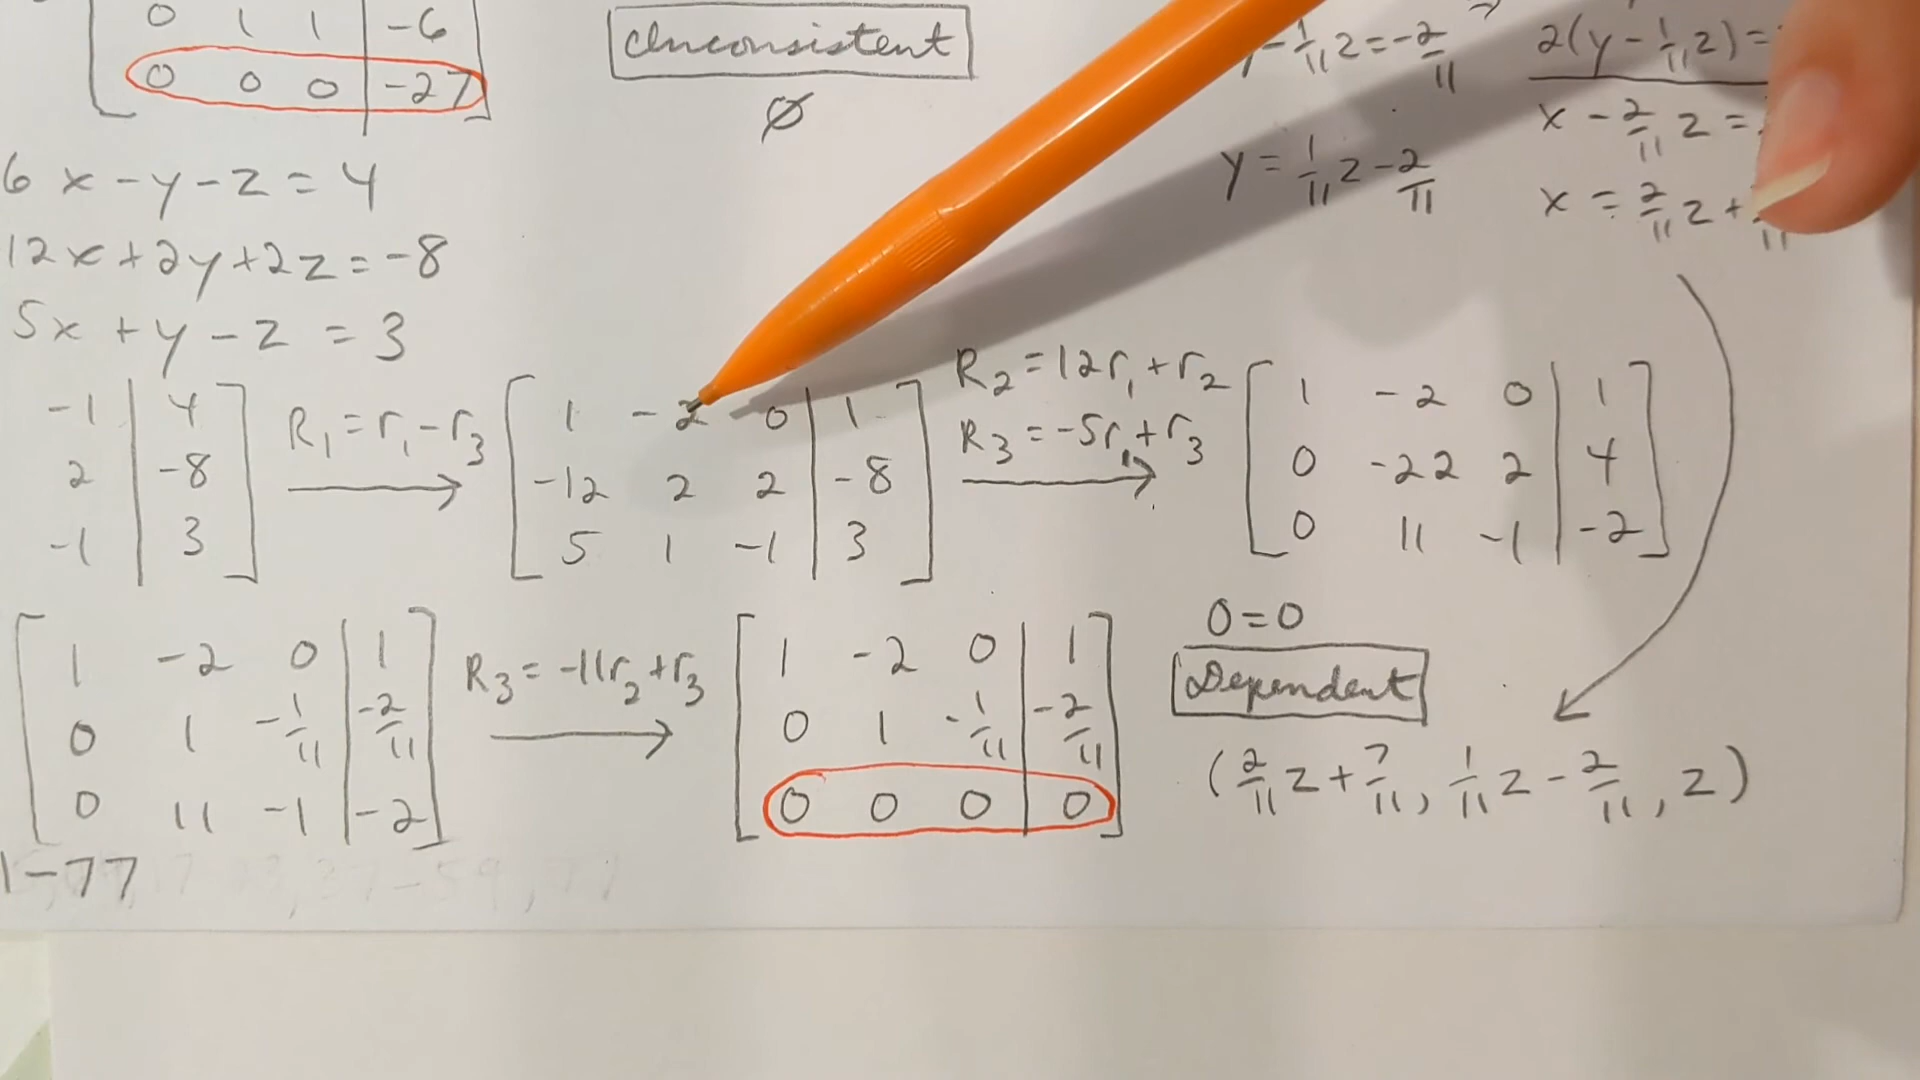 0 1 1 | -6
0 0 0 | -27
Inconsistent
∅
y - 1/11 z = -2/11
y = 1/11 z - 2/11
2(y - 1/11 z) =
x - 2/11 z =
x = 2/11 z +
6x - y - z = 4
12x + 2y + 2z = -8
5x + y - z = 3
-1 | 4
2 | -8
-1 | 3
R1 = r1 - r3
1 -2 0 | 1
-12 2 2 | -8
5 1 -1 | 3
R2 = 12r1 + r2
R3 = -5r1 + r3
1 -2 0 | 1
0 -22 2 | 4
0 11 -1 | -2
1 -2 0 | 1
0 1 -1/11 | -2/11
0 11 -1 | -2
R3 = -11r2 + r3
1 -2 0 | 1
0 1 -1/11 | -2/11
0 0 0 | 0
0 = 0
Dependent
(2/11 z + 7/11, 1/11 z - 2/11, z)
1-77